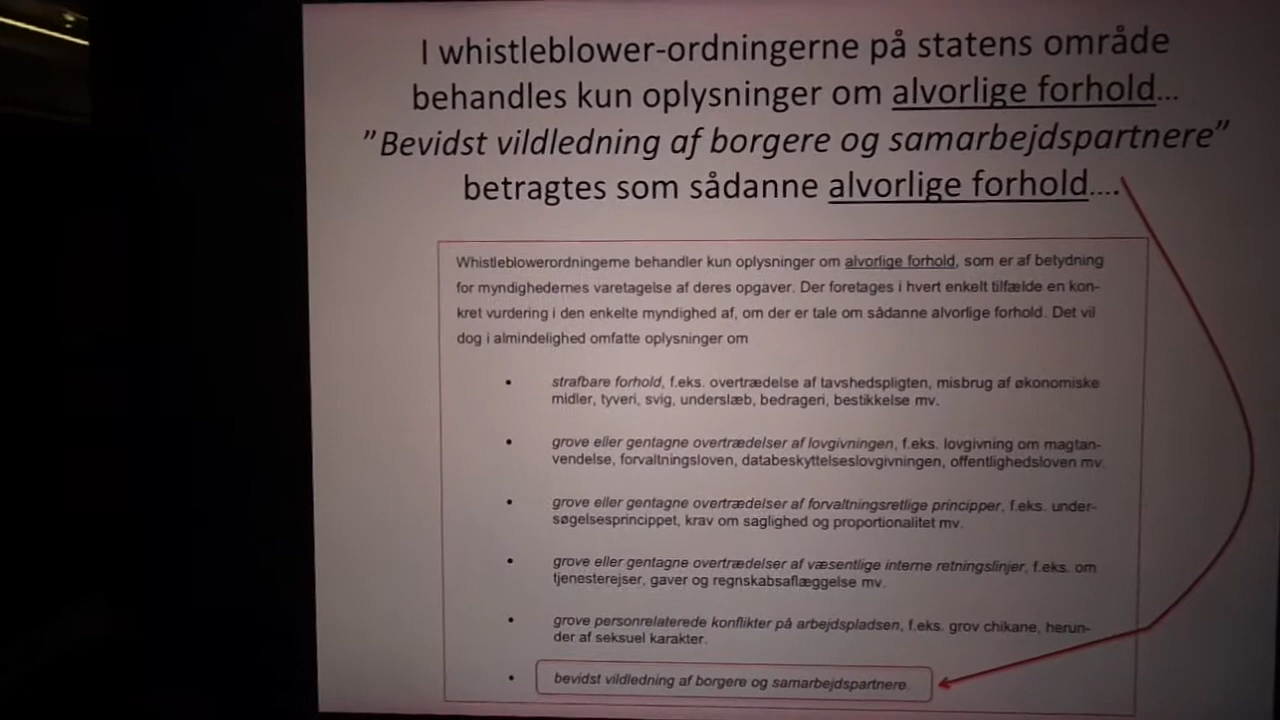 I whistleblower-ordningerne på statens område
behandles kun oplysninger om alvorlige forhold...
”Bevidst vildledning af borgere og samarbejdspartnere”
betragtes som sådanne alvorlige forhold....
Whistleblowerordningerne behandler kun oplysninger om alvorlige forhold, som er af betydning
for myndighedernes varetagelse af deres opgaver. Der foretages i hvert enkelt tilfælde en kon-
kret vurdering i den enkelte myndighed af, om der er tale om sådanne alvorlige forhold. Det vil
dog i almindelighed omfatte oplysninger om
• strafbare forhold, f.eks. overtrædelse af tavshedspligten, misbrug af økonomiske
midler, tyveri, svig, underslæb, bedrageri, bestikkelse mv.
• grove eller gentagne overtrædelser af lovgivningen, f.eks. lovgivning om magtan-
vendelse, forvaltningsloven, databeskyttelseslovgivningen, offentlighedsloven mv.
• grove eller gentagne overtrædelser af forvaltningsretlige principper, f.eks. under-
søgelsesprincippet, krav om saglighed og proportionalitet mv.
• grove eller gentagne overtrædelser af væsentlige interne retningslinjer, f.eks. om
tjenesterejser, gaver og regnskabsaflæggelse mv.
• grove personrelaterede konflikter på arbejdspladsen, f.eks. grov chikane, herun-
der af seksuel karakter.
• bevidst vildledning af borgere og samarbejdspartnere.